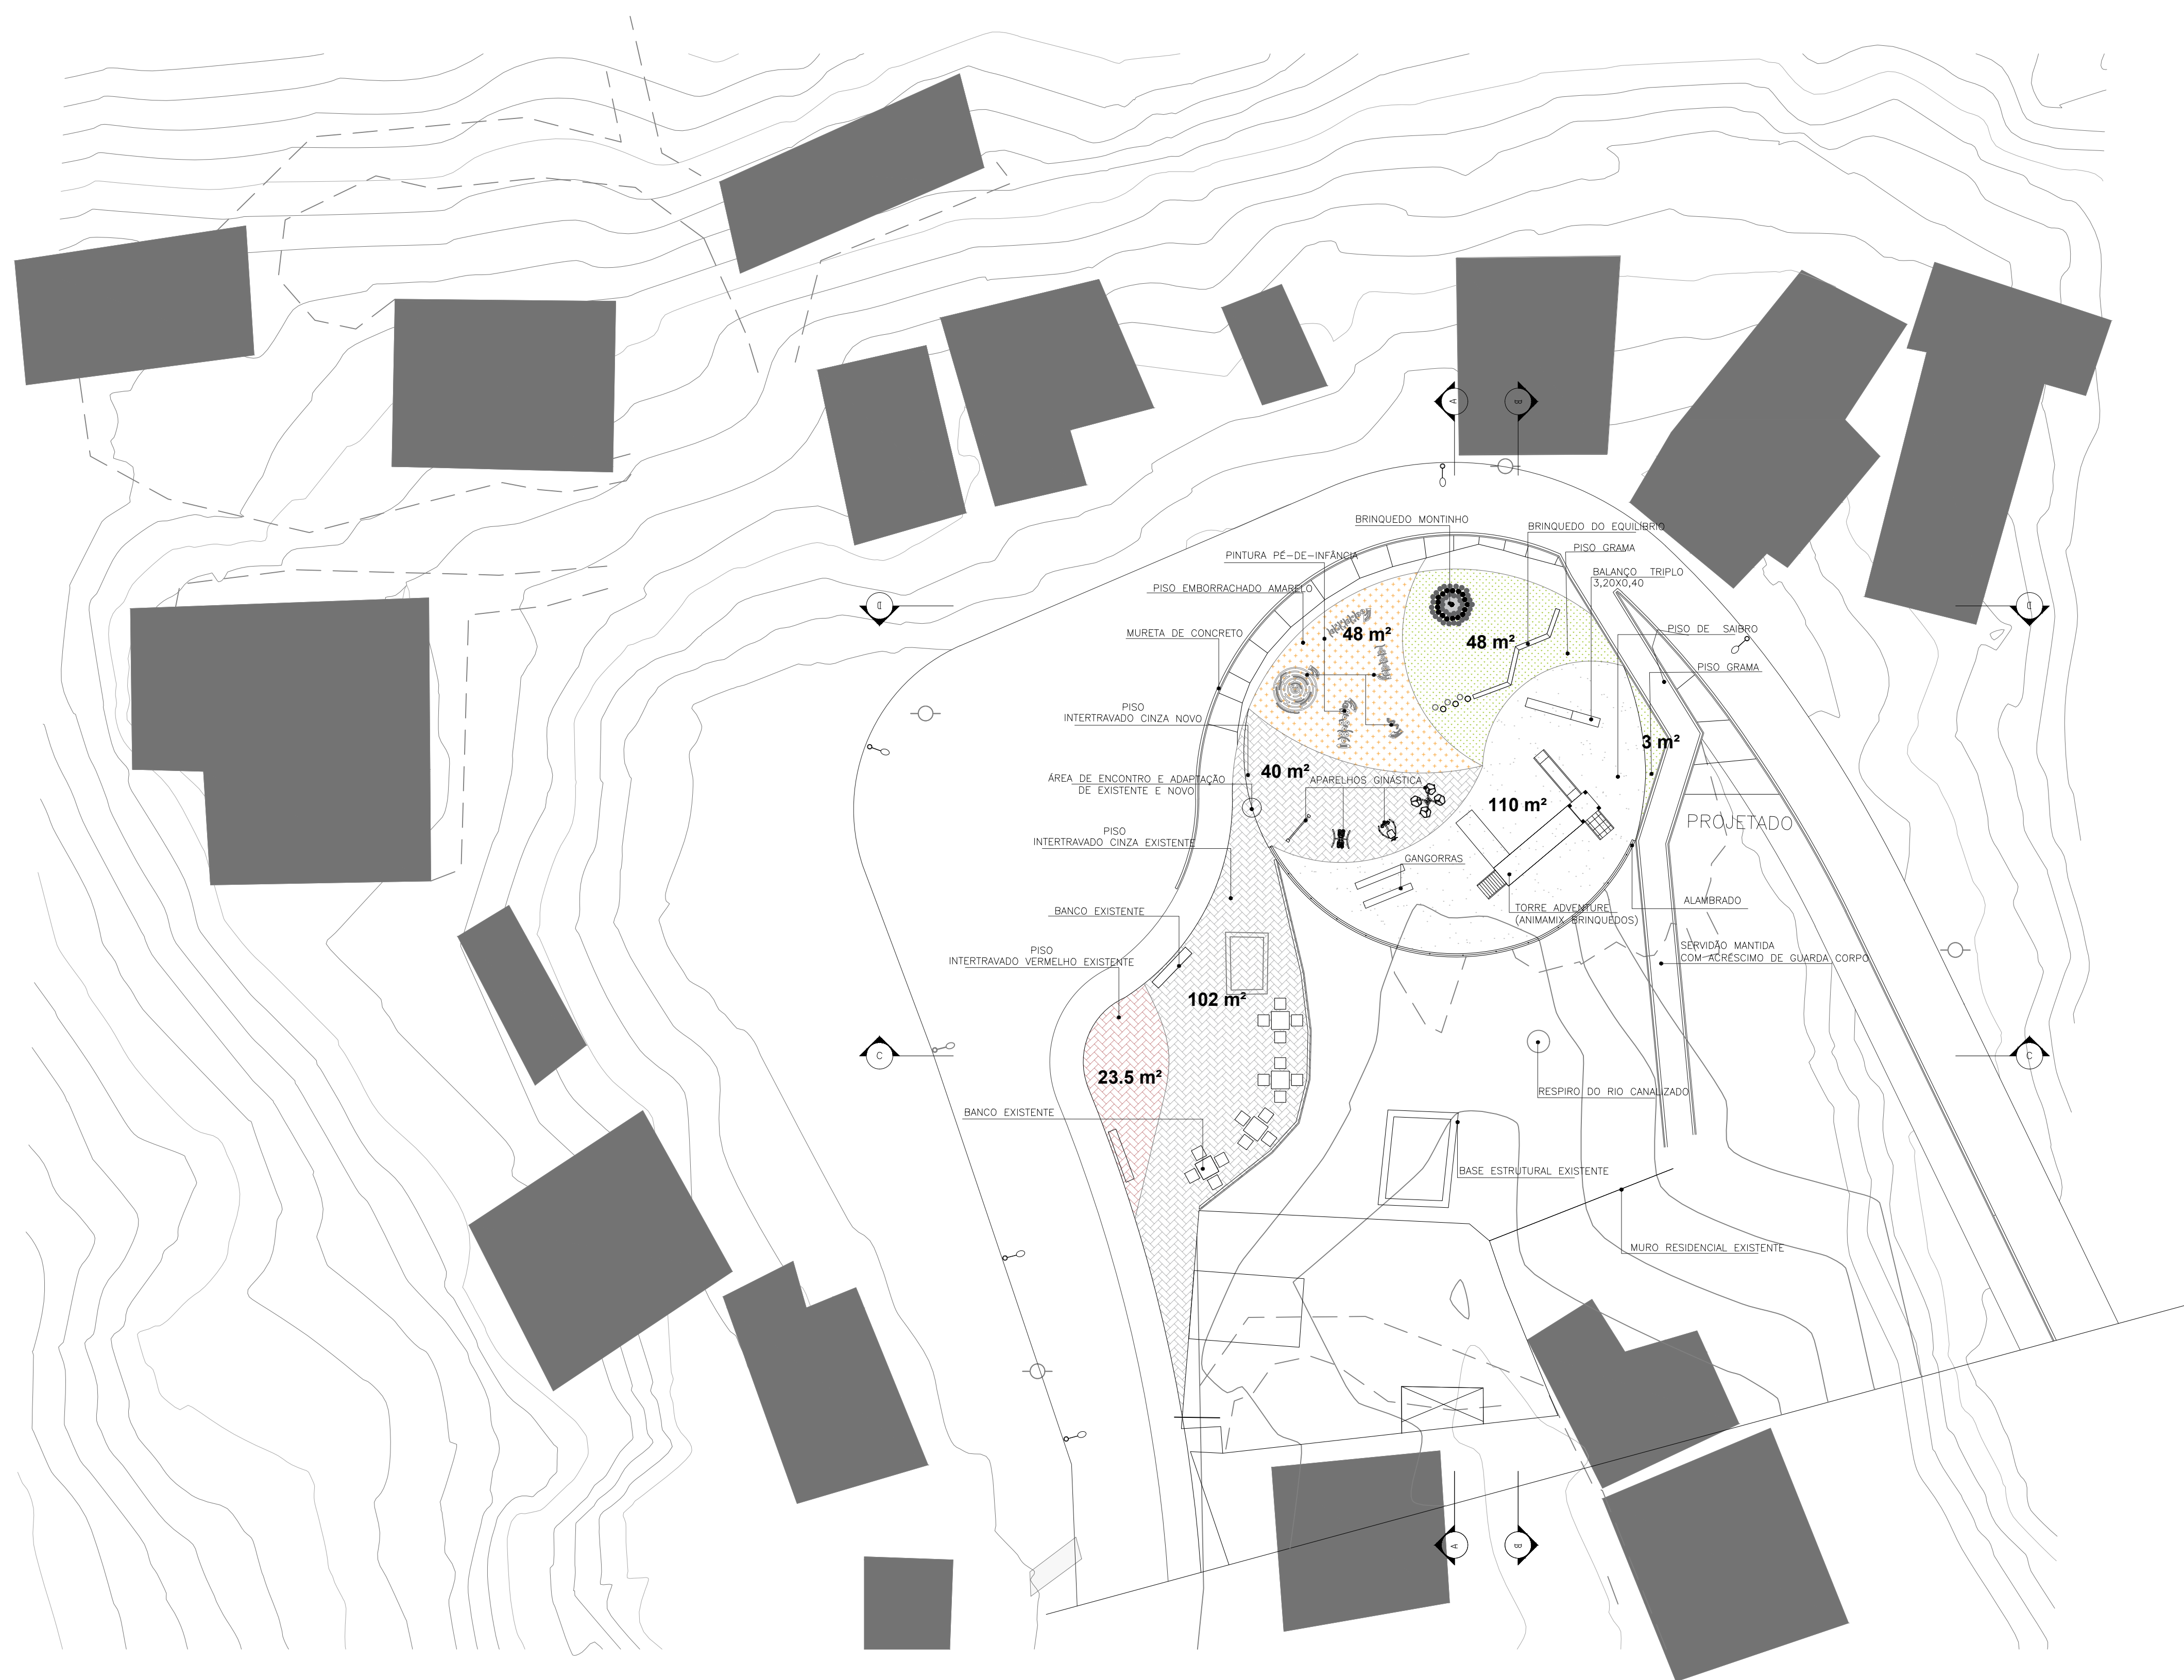 A
B
BRINQUEDO MONTINHO
BRINQUEDO DO EQUILÍBRIO
PISO GRAMA
PINTURA PÉ-DE-INFÂNCIA
BALANÇO TRIPLO
3,20X0,40
PISO EMBORRACHADO AMARELO
D
D
MURETA DE CONCRETO
48 m²
48 m²
PISO DE SAIBRO
PISO GRAMA
PISO
INTERTRAVADO CINZA NOVO
3 m²
40 m²
ÁREA DE ENCONTRO E ADAPTAÇÃO
DE EXISTENTE E NOVO
APARELHOS GINÁSTICA
110 m²
PROJETADO
PISO
INTERTRAVADO CINZA EXISTENTE
GANGORRAS
ALAMBRADO
BANCO EXISTENTE
TORRE ADVENTURE
(ANIMAMIX BRINQUEDOS)
PISO
INTERTRAVADO VERMELHO EXISTENTE
SERVIDÃO MANTIDA
COM ACRÉSCIMO DE GUARDA CORPO
102 m²
C
C
23.5 m²
RESPIRO DO RIO CANALIZADO
BANCO EXISTENTE
BASE ESTRUTURAL EXISTENTE
MURO RESIDENCIAL EXISTENTE
A
B